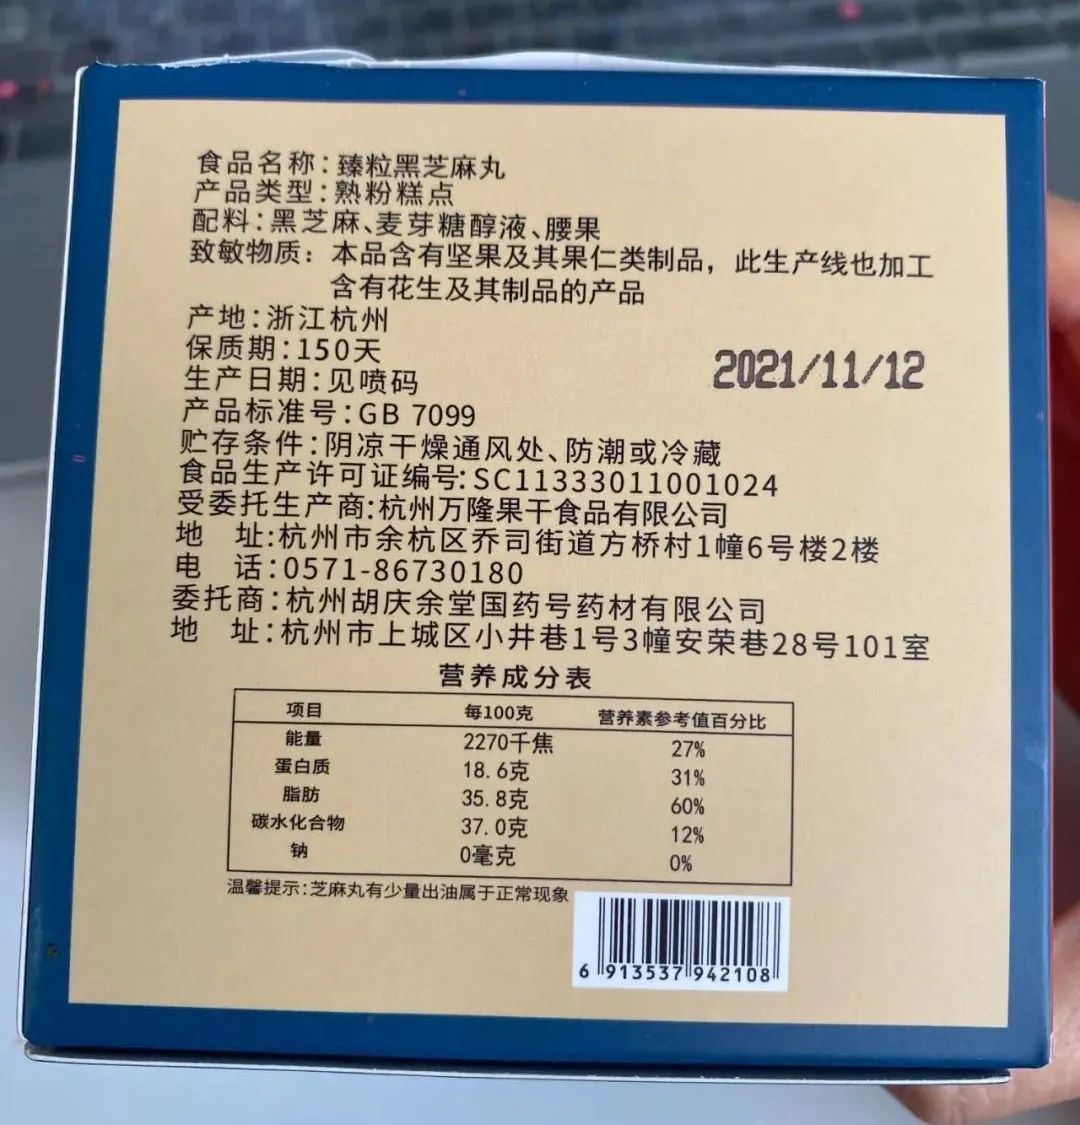 食品名称:臻粒黑芝麻丸
产品类型:熟粉糕点
配料:黑芝麻、麦芽糖醇液、腰果
致敏物质:本品含有坚果及其果仁类制品,此生产线也加工
含有花生及其制品的产品
产地:浙江杭州
保质期:150天
生产日期:见喷码
2021/11/12
产品标准号:GB 7099
贮存条件:阴凉干燥通风处、防潮或冷藏
食品生产许可证编号:SC11333011001024
受委托生产商:杭州万隆果干食品有限公司
地 址:杭州市余杭区乔司街道方桥村1幢6号楼2楼
电 话:0571-86730180
委托商:杭州胡庆余堂国药号药材有限公司
地 址:杭州市上城区小井巷1号3幢安荣巷28号101室
营养成分表
项目 每100克 营养素参考值百分比
能量 2270千焦 27%
蛋白质 18.6克 31%
脂肪 35.8克 60%
碳水化合物 37.0克 12%
钠 0毫克 0%
温馨提示:芝麻丸有少量出油属于正常现象
6 913537 942108